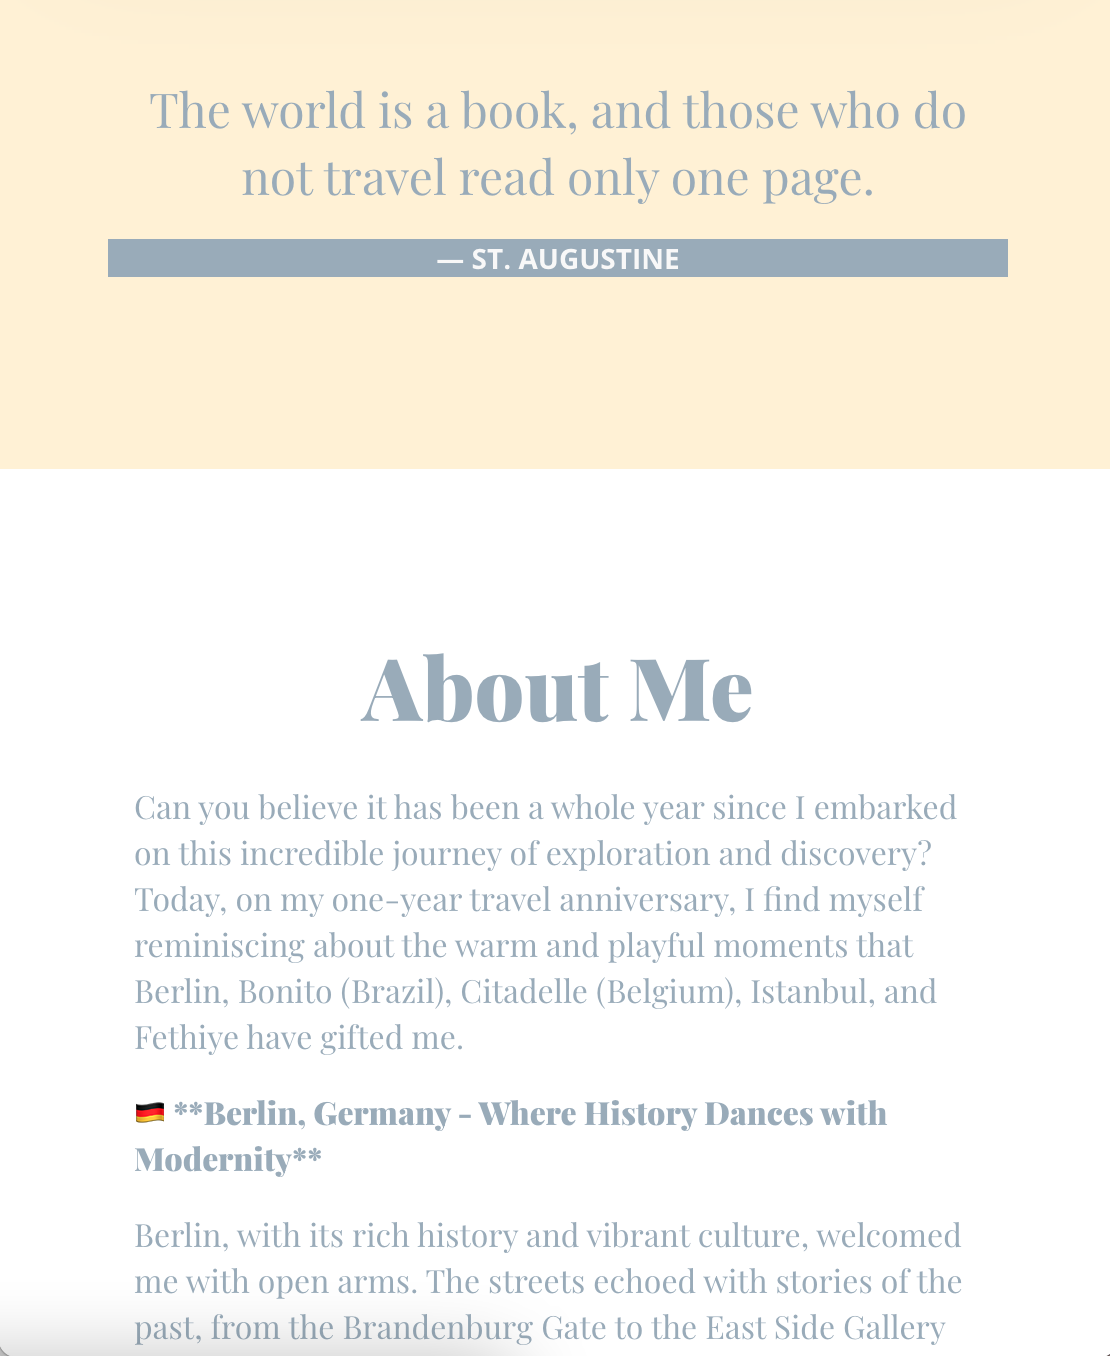 The world is a book, and those who do
not travel read only one page.
— ST. AUGUSTINE
About Me
Can you believe it has been a whole year since I embarked
on this incredible journey of exploration and discovery?
Today, on my one-year travel anniversary, I find myself
reminiscing about the warm and playful moments that
Berlin, Bonito (Brazil), Citadelle (Belgium), Istanbul, and
Fethiye have gifted me.
🇩🇪 **Berlin, Germany - Where History Dances with
Modernity**
Berlin, with its rich history and vibrant culture, welcomed
me with open arms. The streets echoed with stories of the
past, from the Brandenburg Gate to the East Side Gallery